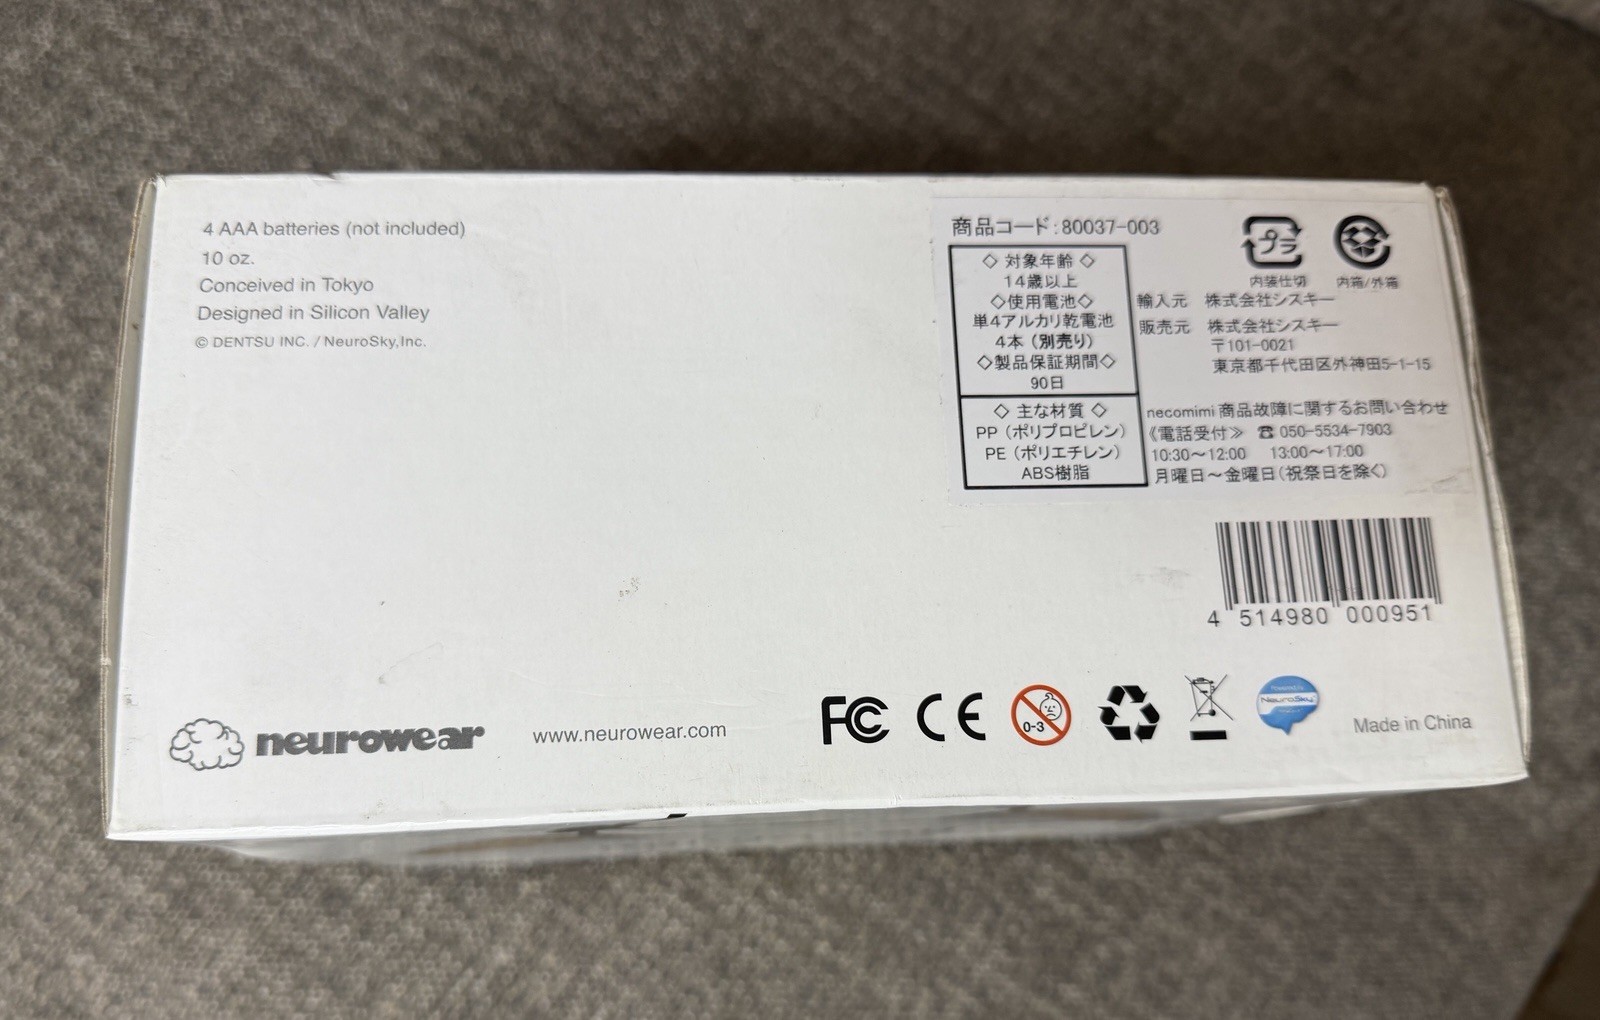 4 AAA batteries (not included)
10 oz.
Conceived in Tokyo
Designed in Silicon Valley
© DENTSU INC. / NeuroSky,Inc.
商品コード:80037-003
◇ 対象年齢 ◇
14歳以上
◇使用電池◇
単4アルカリ乾電池
4本（別売り）
◇製品保証期間◇
90日
◇ 主な材質 ◇
PP（ポリプロピレン）
PE（ポリエチレン）
ABS樹脂
プラ
内装仕切
内箱/外箱
輸入元 株式会社シスキー
販売元 株式会社シスキー
〒101-0021
東京都千代田区外神田5-1-15
necomimi 商品故障に関するお問い合わせ
《電話受付》 ☎ 050-5534-7903
10:30～12:00 13:00～17:00
月曜日～金曜日（祝祭日を除く）
4 514980 000951
neurowear
www.neurowear.com
FC
CE
0-3
NeuroSky
Made in China